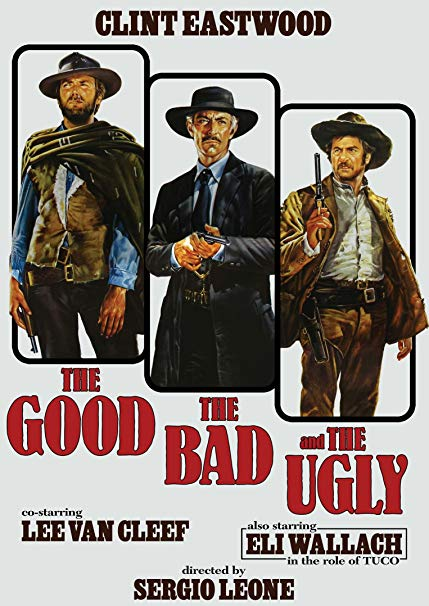 CLINT EASTWOOD
THE
GOOD
THE
BAD
and THE
UGLY
co-starring
LEE VAN CLEEF
also starring
ELI WALLACH
in the role of TUCO
directed by
SERGIO LEONE